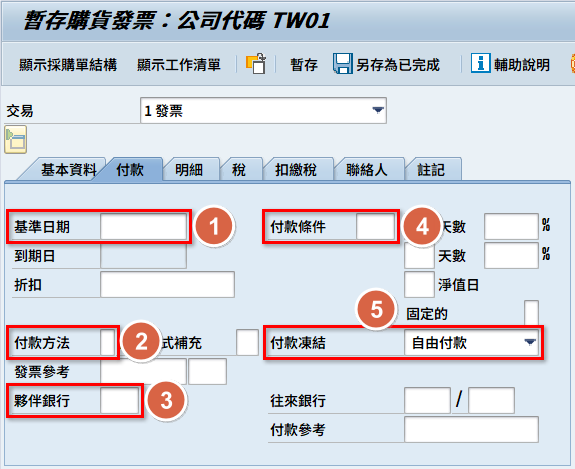 暫存購貨發票：公司代碼 TW01
顯示採購單結構 顯示工作清單 暫存 另存為已完成 輔助說明
交易 1 發票
基本資料 付款 明細 稅 扣繳稅 聯絡人 註記
基準日期 1 付款條件 4 天數 %
到期日 天數 %
折扣 淨值日
5 固定的
付款方法 2 式補充 付款凍結 自由付款
發票參考
夥伴銀行 3 往來銀行 /
付款參考